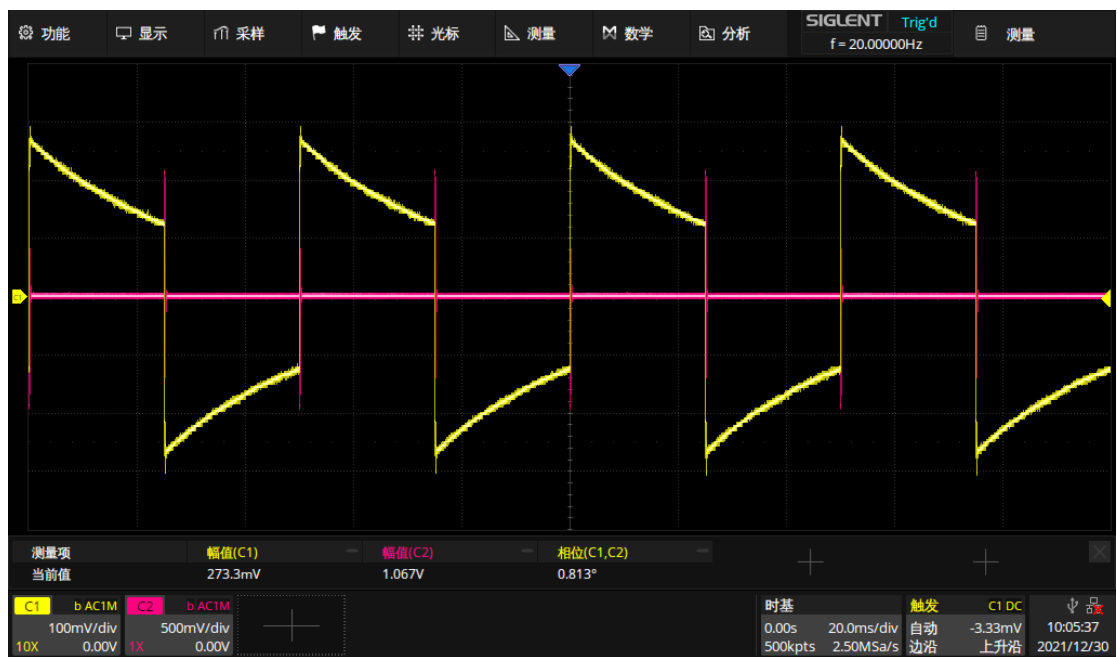 功能 显示 采样 触发 光标 测量 数学 分析 SIGLENT Trig'd 测量
f = 20.00000Hz
C1
测量项 幅值(C1) 幅值(C2) 相位(C1,C2)
当前值 273.3mV 1.067V 0.813°
C1 b AC1M C2 b AC1M 时基 触发 C1 DC
100mV/div 500mV/div 0.00s 20.0ms/div 自动 -3.33mV 10:05:37
10X 0.00V 1X 0.00V 500kpts 2.50MSa/s 边沿 上升沿 2021/12/30